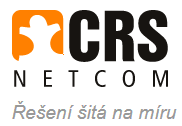 CRS
NETCOM
Řešení šitá na míru